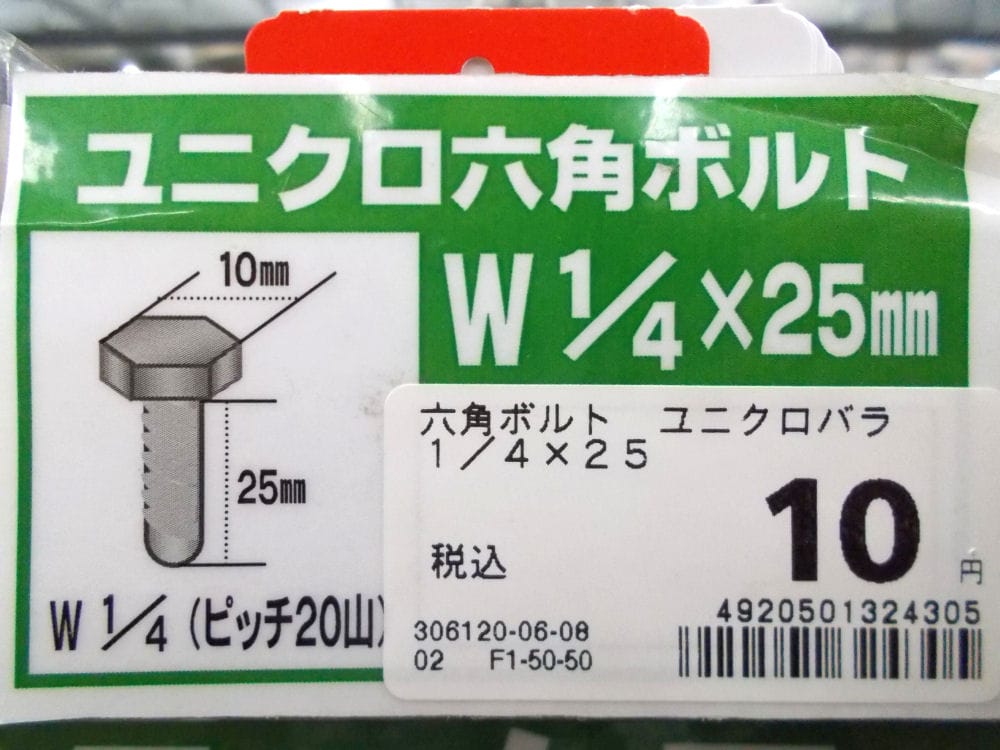 ユニクロ六角ボルト
W 1/4×25mm
10mm
25mm
W 1/4 (ピッチ20山)
六角ボルト　ユニクロバラ
１／４×２５
10円
税込
4920501324305
306120-06-08
02 F1-50-50